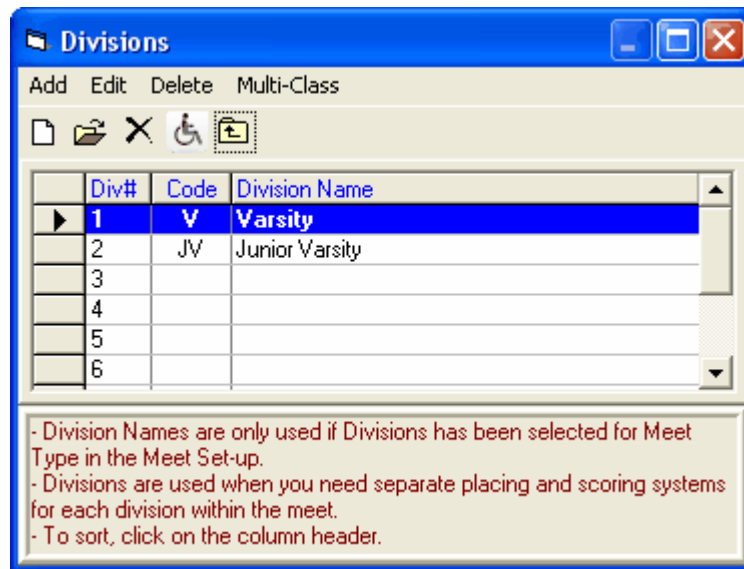 Divisions
Add Edit Delete Multi-Class
Div# Code Division Name
1 V Varsity
2 JV Junior Varsity
3
4
5
6
- Division Names are only used if Divisions has been selected for Meet
Type in the Meet Set-up.
- Divisions are used when you need separate placing and scoring systems
for each division within the meet.
- To sort, click on the column header.